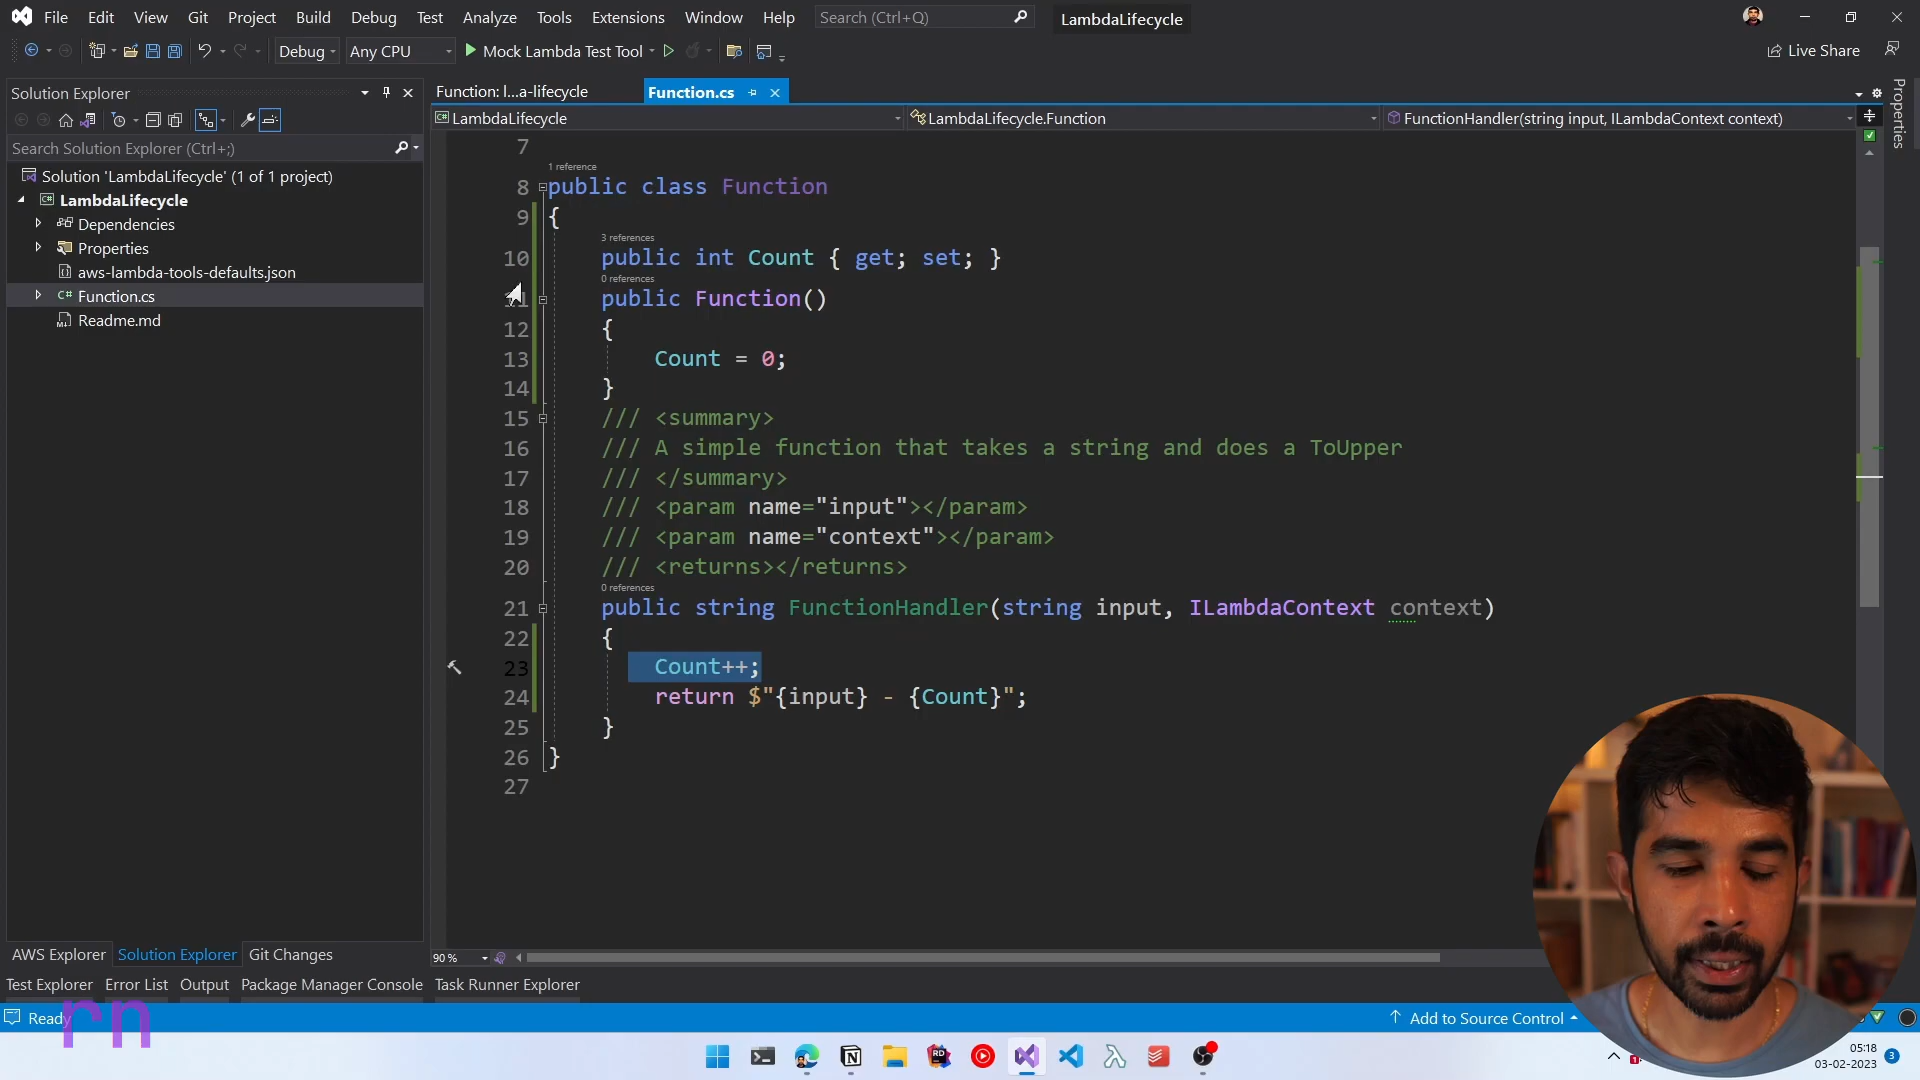 File Edit View Git Project Build Debug Test Analyze Tools Extensions Window Help Search (Ctrl+Q) LambdaLifecycle
Debug Any CPU Mock Lambda Test Tool Live Share
Solution Explorer
Search Solution Explorer (Ctrl+;)
Solution 'LambdaLifecycle' (1 of 1 project)
LambdaLifecycle
Dependencies
Properties
aws-lambda-tools-defaults.json
C# Function.cs
Readme.md
Function: l...a-lifecycle Function.cs
LambdaLifecycle LambdaLifecycle.Function FunctionHandler(string input, ILambdaContext context)
Properties
7
1 reference
8 public class Function
9 {
3 references
10 public int Count { get; set; }
0 references
11 public Function()
12 {
13 Count = 0;
14 }
15 /// <summary>
16 /// A simple function that takes a string and does a ToUpper
17 /// </summary>
18 /// <param name="input"></param>
19 /// <param name="context"></param>
20 /// <returns></returns>
0 references
21 public string FunctionHandler(string input, ILambdaContext context)
22 {
23 Count++;
24 return $"{input} - {Count}";
25 }
26 }
27
90 %
AWS Explorer Solution Explorer Git Changes
Test Explorer Error List Output Package Manager Console Task Runner Explorer
Ready Add to Source Control
rn
05:18
03-02-2023
3